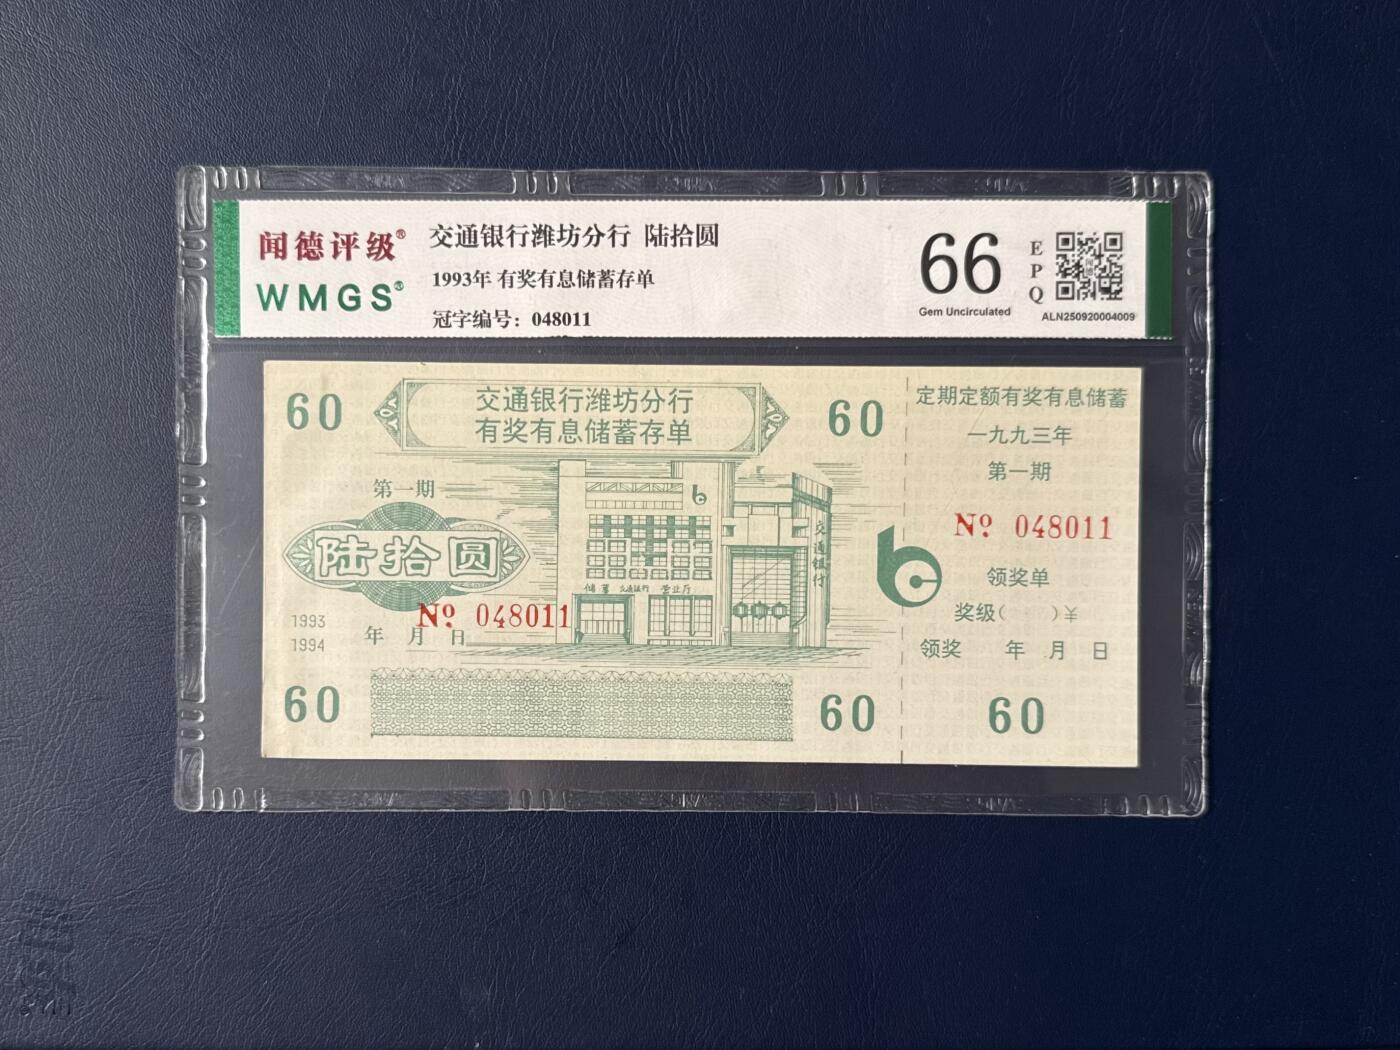 闻德评级®
WMGS®
交通银行潍坊分行 陆拾圆
1993年 有奖有息储蓄存单
冠字编号：048011
66
Gem Uncirculated
EPQ
ALN250920004009
60
交通银行潍坊分行
有奖有息储蓄存单
60
第一期
陆拾圆
交通银行
储蓄 交通银行 营业厅
№ 048011
1993
1994
年 月 日
60
60
定期定额有奖有息储蓄
一九九三年
第一期
№ 048011
领奖单
奖级( )¥
领奖 年 月 日
60